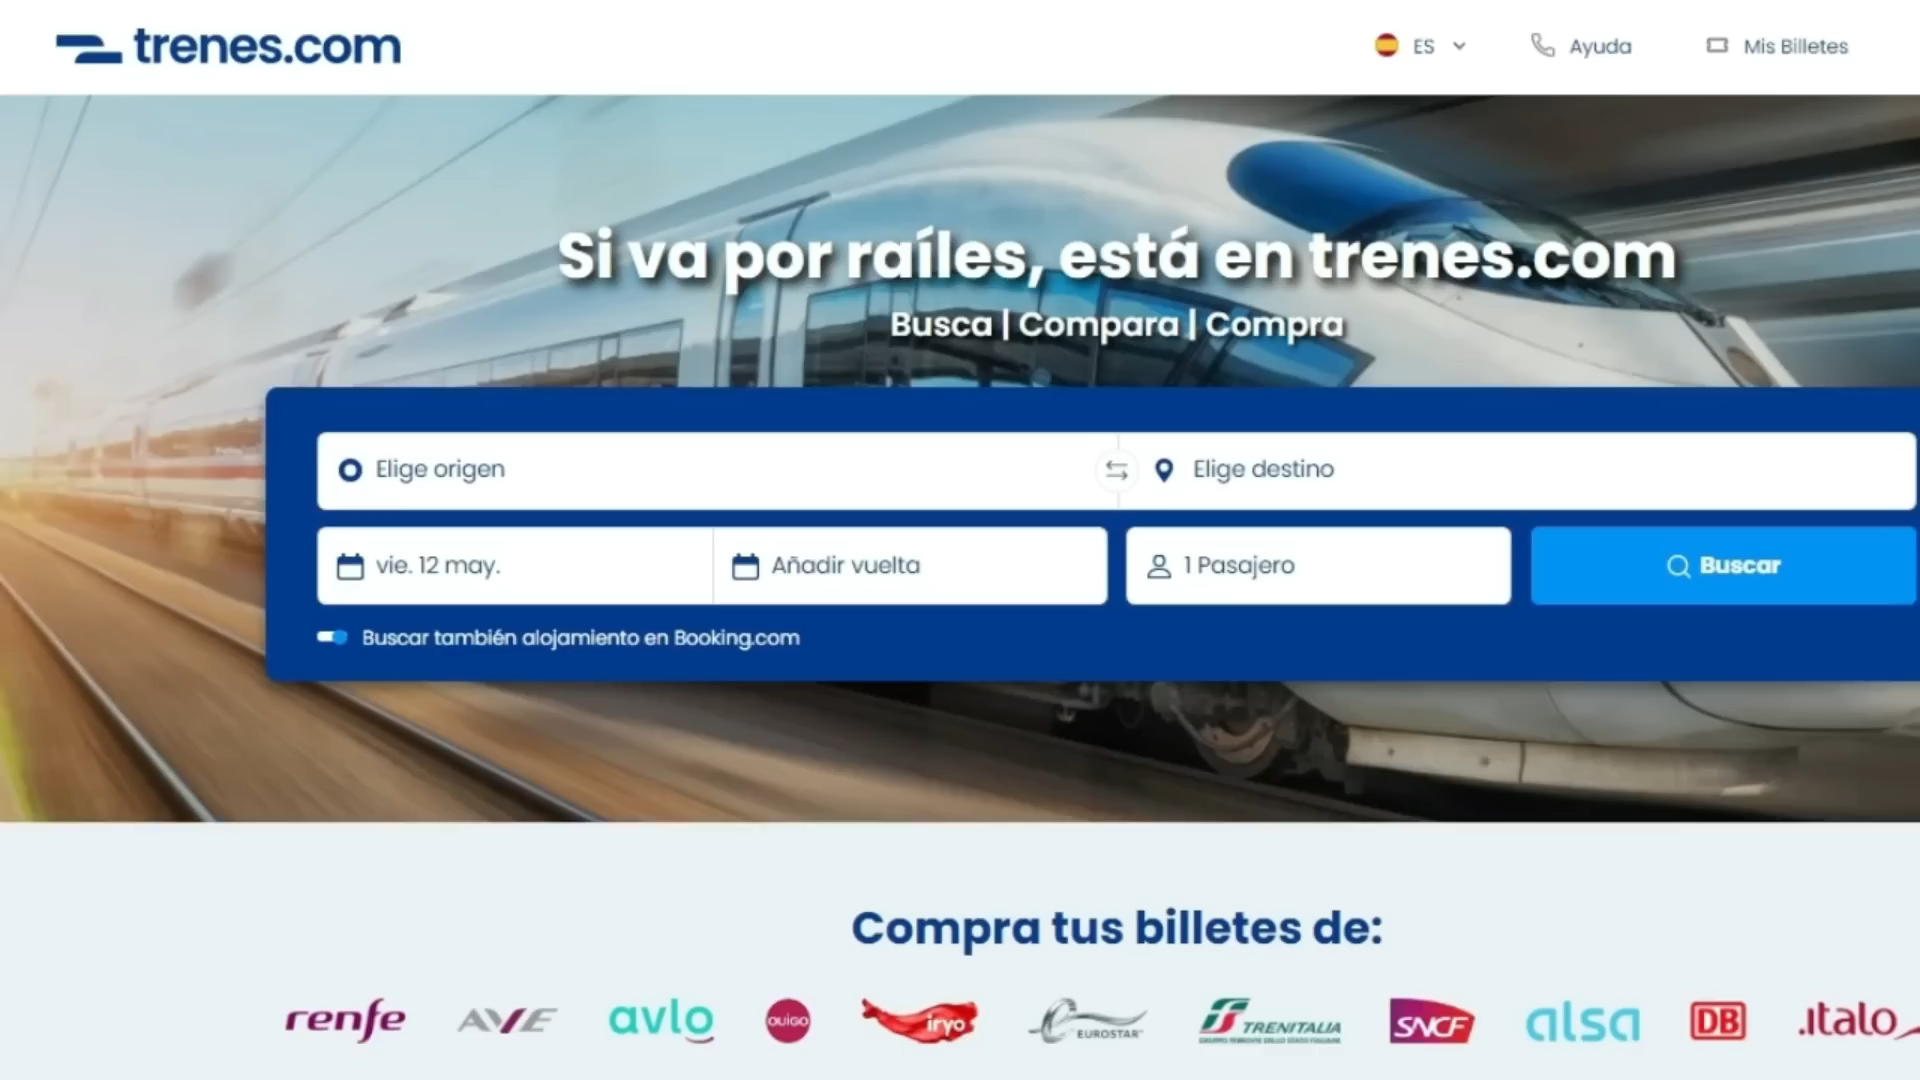 trenes.com
ES
Ayuda
Mis Billetes
Si va por raíles, está en trenes.com
Busca | Compara | Compra
Elige origen
Elige destino
vie. 12 may.
Añadir vuelta
1 Pasajero
Buscar
Buscar también alojamiento en Booking.com
Compra tus billetes de:
renfe
AVE
avlo
OUIGO
iryo
EUROSTAR
TRENITALIA
SNCF
alsa
DB
.italo